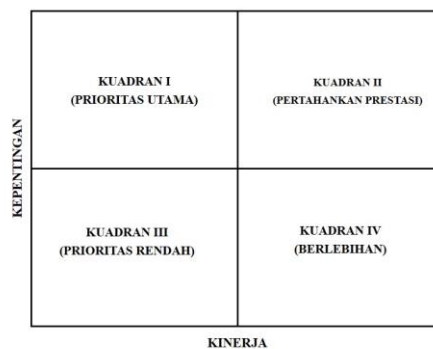 KUADRAN I
(PRIORITAS UTAMA)
KUADRAN II
(PERTAHANKAN PRESTASI)
KEPENTINGAN
KUADRAN III
(PRIORITAS RENDAH)
KUADRAN IV
(BERLEBIHAN)
KINERJA